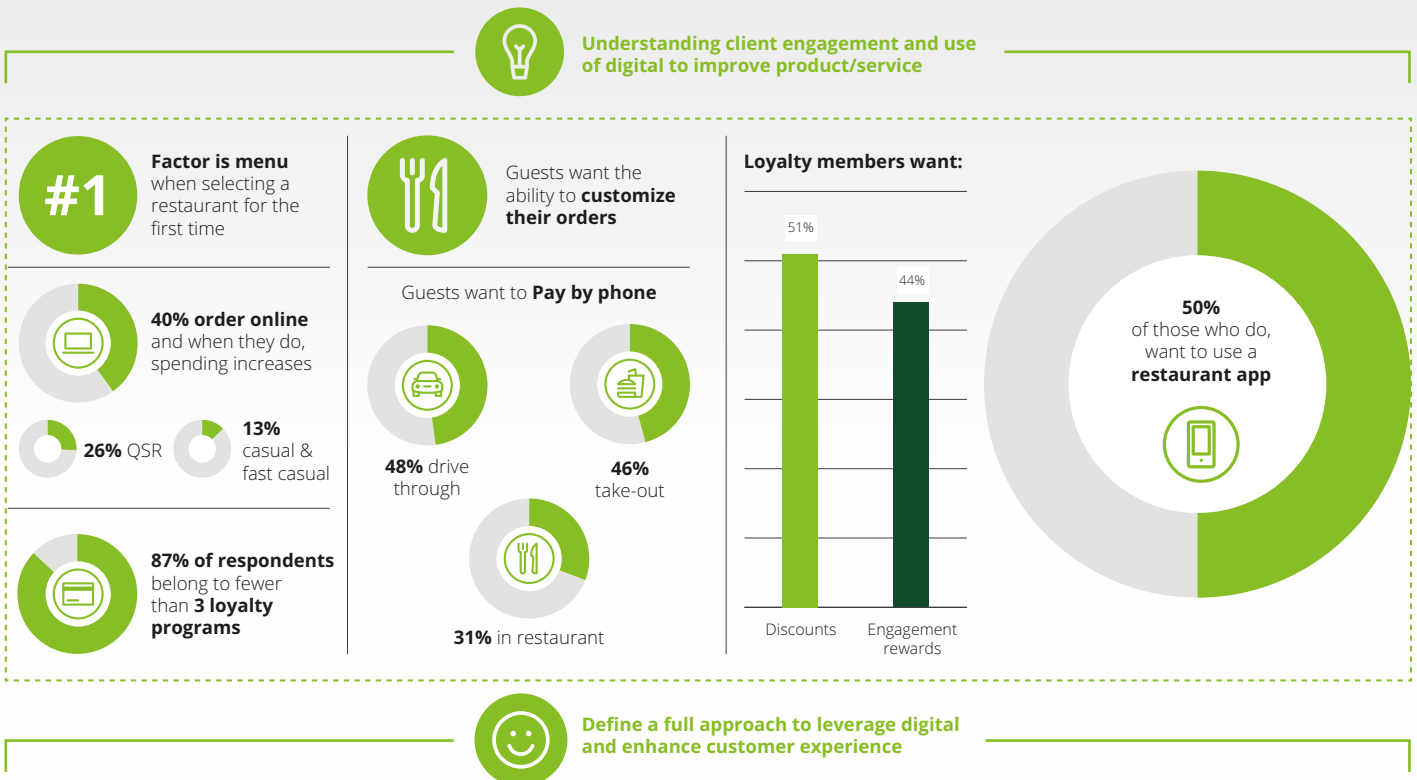 Understanding client engagement and use
of digital to improve product/service
#1
Factor is menu
when selecting a
restaurant for the
first time
40% order online
and when they do,
spending increases
26% QSR
13%
casual &
fast casual
87% of respondents
belong to fewer
than 3 loyalty
programs
Guests want the
ability to customize
their orders
Guests want to Pay by phone
48% drive
through
46%
take-out
31% in restaurant
Loyalty members want:
51%
44%
Discounts
Engagement
rewards
50%
of those who do,
want to use a
restaurant app
Define a full approach to leverage digital
and enhance customer experience